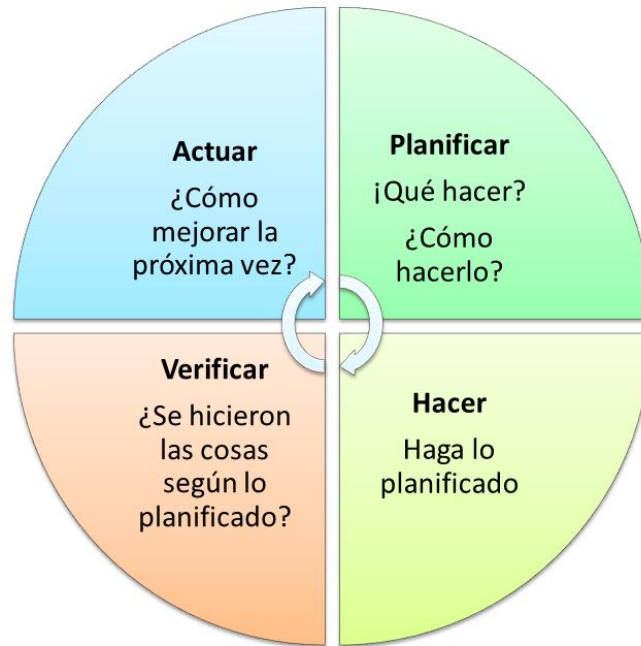 Actuar
¿Cómo
mejorar la
próxima vez?
Planificar
¡Qué hacer?
¿Cómo
hacerlo?
Verificar
¿Se hicieron
las cosas
según lo
planificado?
Hacer
Haga lo
planificado